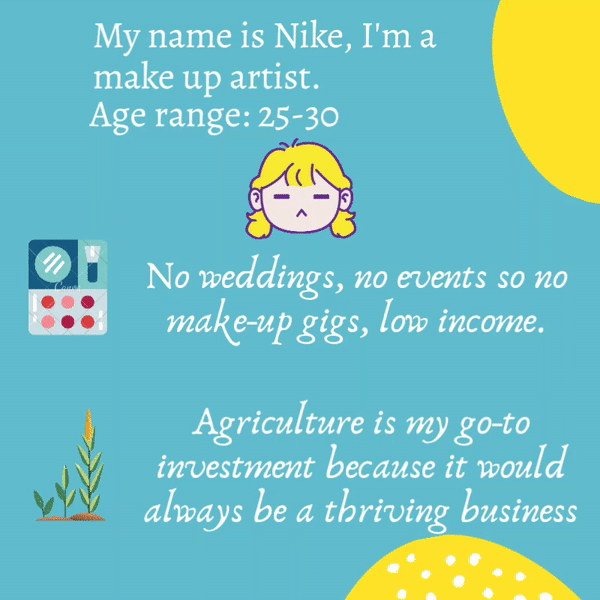 My name is Nike, I'm a
make up artist.
Age range: 25-30
No weddings, no events so no
make-up gigs, low income.
Canva
Agriculture is my go-to
investment because it would
always be a thriving business